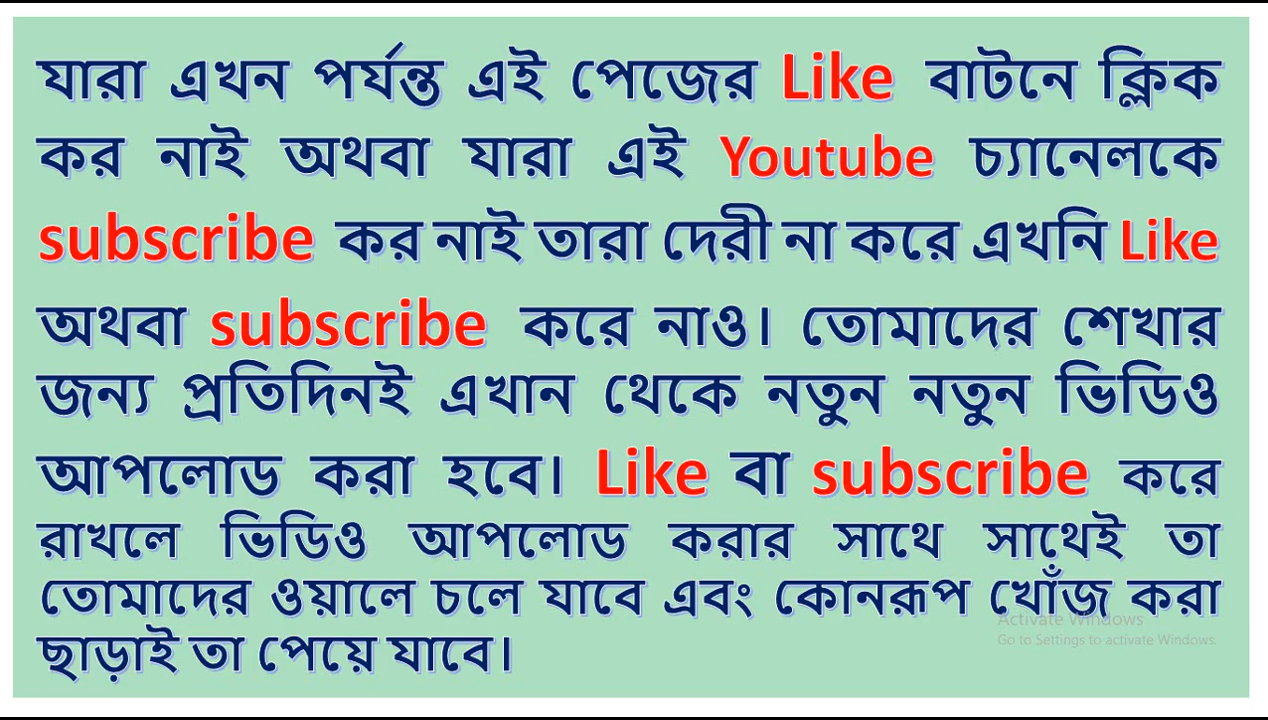 যারা এখন পর্যন্ত এই পেজের Like বাটনে ক্লিক
কর নাই অথবা যারা এই Youtube চ্যানেলকে
subscribe কর নাই তারা দেরী না করে এখনি Like
অথবা subscribe করে নাও। তোমাদের শেখার
জন্য প্রতিদিনই এখান থেকে নতুন নতুন ভিডিও
আপলোড করা হবে। Like বা subscribe করে
রাখলে ভিডিও আপলোড করার সাথে সাথেই তা
তোমাদের ওয়ালে চলে যাবে এবং কোনরূপ খোঁজ করা
ছাড়াই তা পেয়ে যাবে।
Activate Windows
Go to Settings to activate Windows.